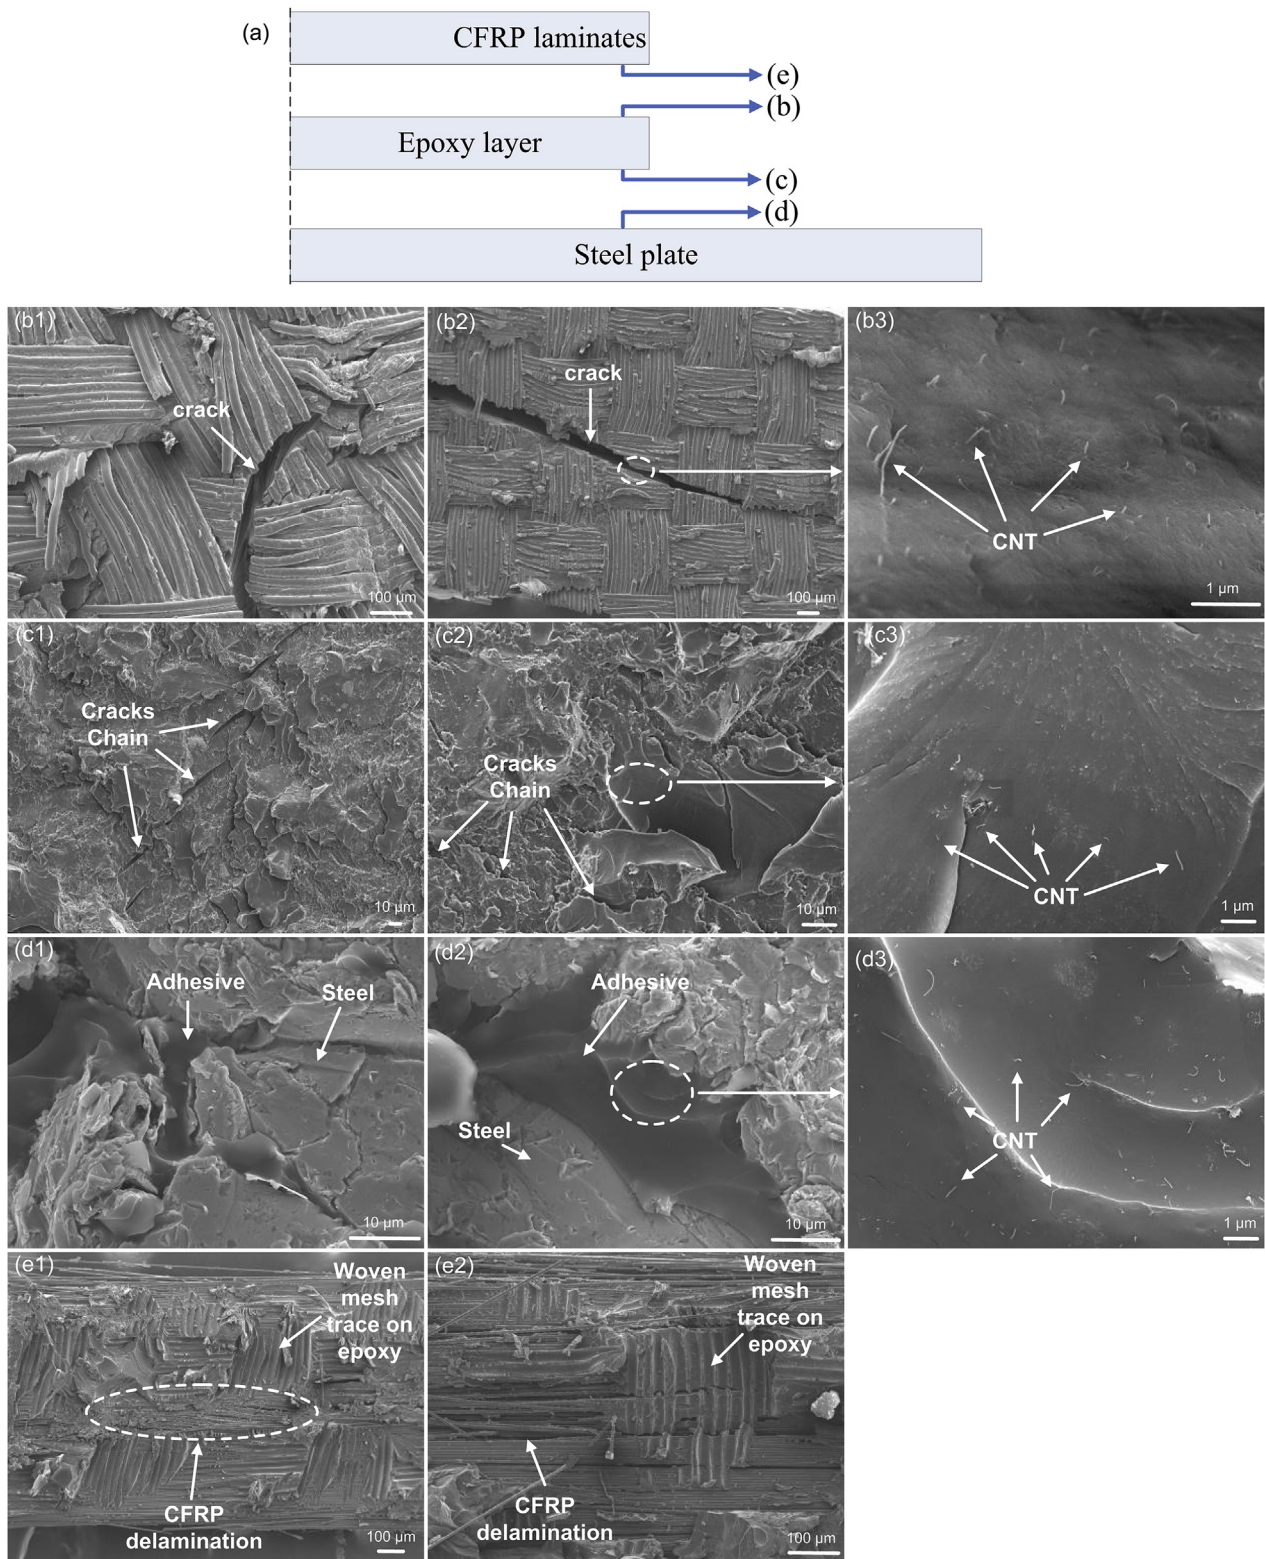 (a)
CFRP laminates
(e)
(b)
Epoxy layer
(c)
(d)
Steel plate
(b1)
crack
100 µm
(b2)
crack
100 µm
(b3)
CNT
1 µm
(c1)
Cracks
Chain
10 µm
(c2)
Cracks
Chain
10 µm
(c3)
CNT
1 µm
(d1)
Adhesive
Steel
10 µm
(d2)
Adhesive
Steel
10 µm
(d3)
CNT
1 µm
(e1)
Woven
mesh
trace on
epoxy
CFRP
delamination
100 µm
(e2)
Woven
mesh
trace on
epoxy
CFRP
delamination
100 µm